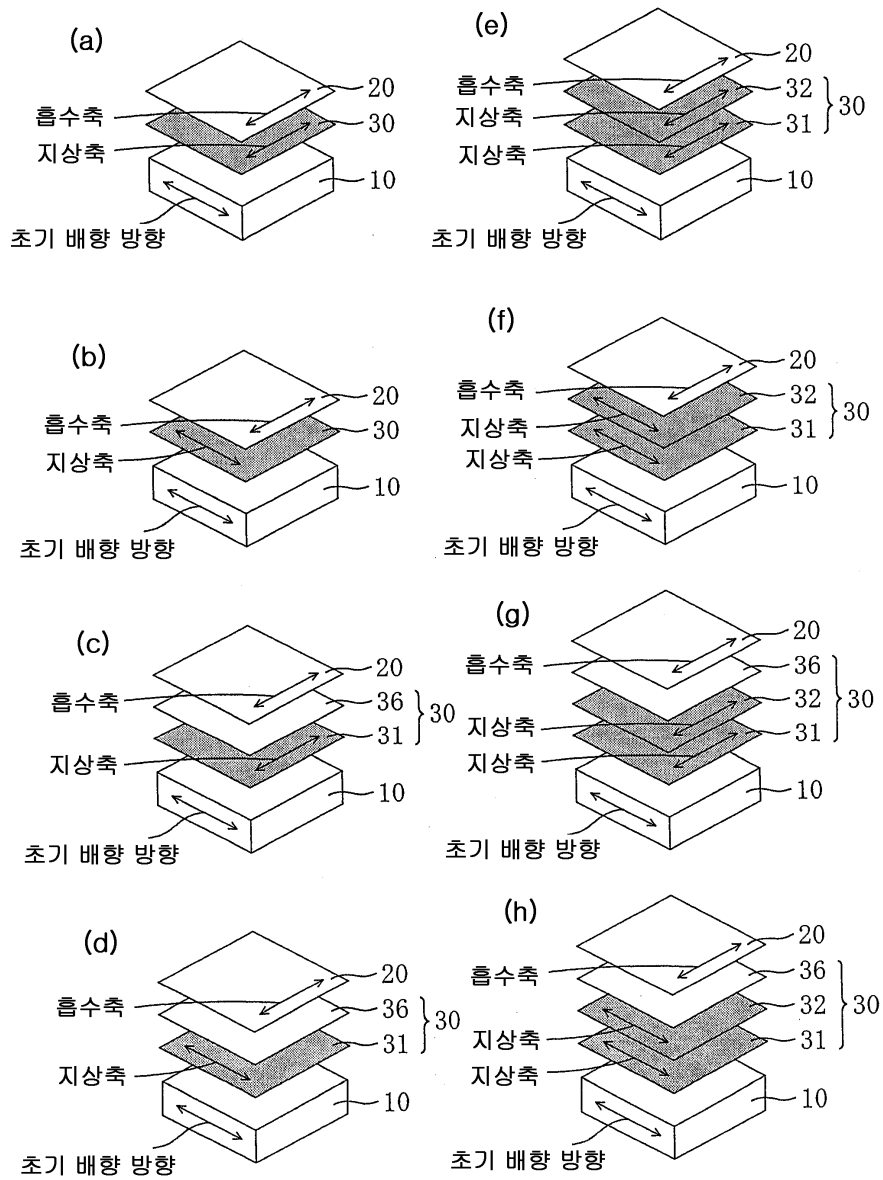 (a)
20
흡수축
30
지상축
10
초기 배향 방향
(b)
20
흡수축
30
지상축
10
초기 배향 방향
(c)
20
흡수축
36
30
31
지상축
10
초기 배향 방향
(d)
20
흡수축
36
30
31
지상축
10
초기 배향 방향
(e)
20
흡수축
32
30
지상축
31
지상축
10
초기 배향 방향
(f)
20
흡수축
32
30
지상축
31
지상축
10
초기 배향 방향
(g)
20
흡수축
36
32
30
지상축
31
지상축
10
초기 배향 방향
(h)
20
흡수축
36
32
30
지상축
31
지상축
10
초기 배향 방향